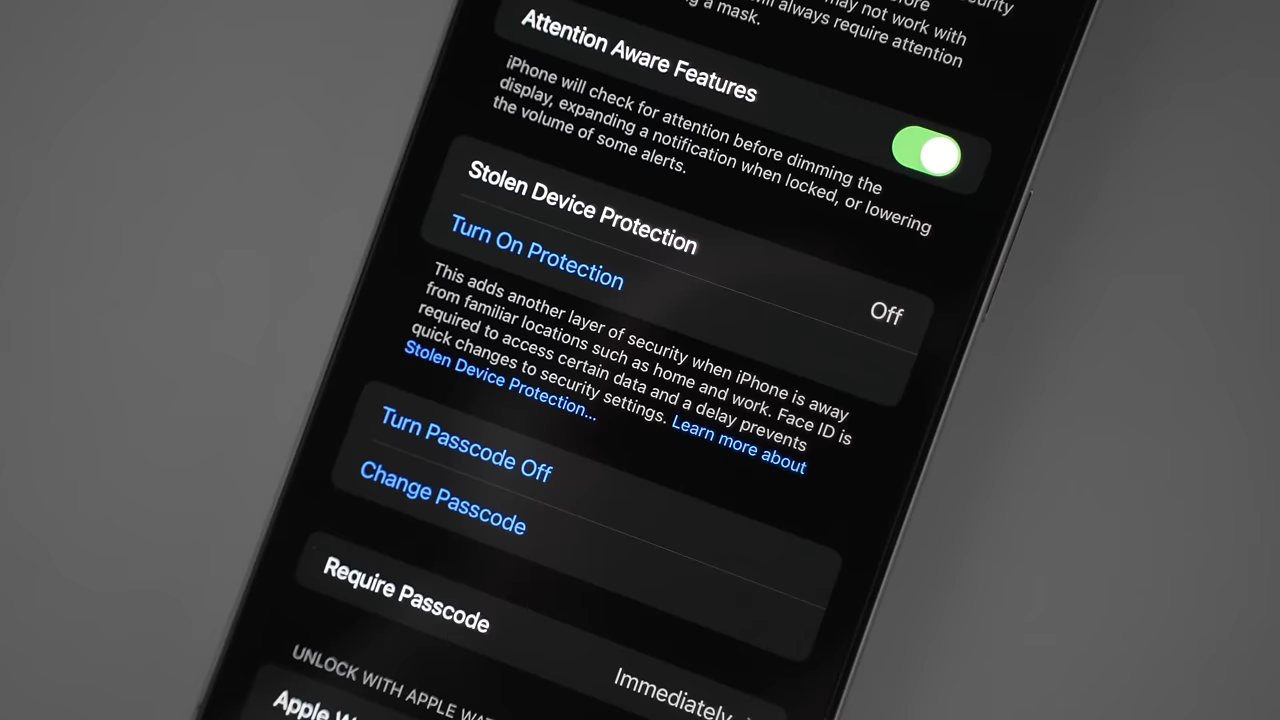 security
may not work with
will always require attention
a mask.
Attention Aware Features
iPhone will check for attention before dimming the
display, expanding a notification when locked, or lowering
the volume of some alerts.
Stolen Device Protection
Off
Turn On Protection
This adds another layer of security when iPhone is away
from familiar locations such as home and work. Face ID is
required to access certain data and a delay prevents
quick changes to security settings. Learn more about
Stolen Device Protection...
Turn Passcode Off
Change Passcode
Require Passcode
Immediately
UNLOCK WITH APPLE WAT
Apple W